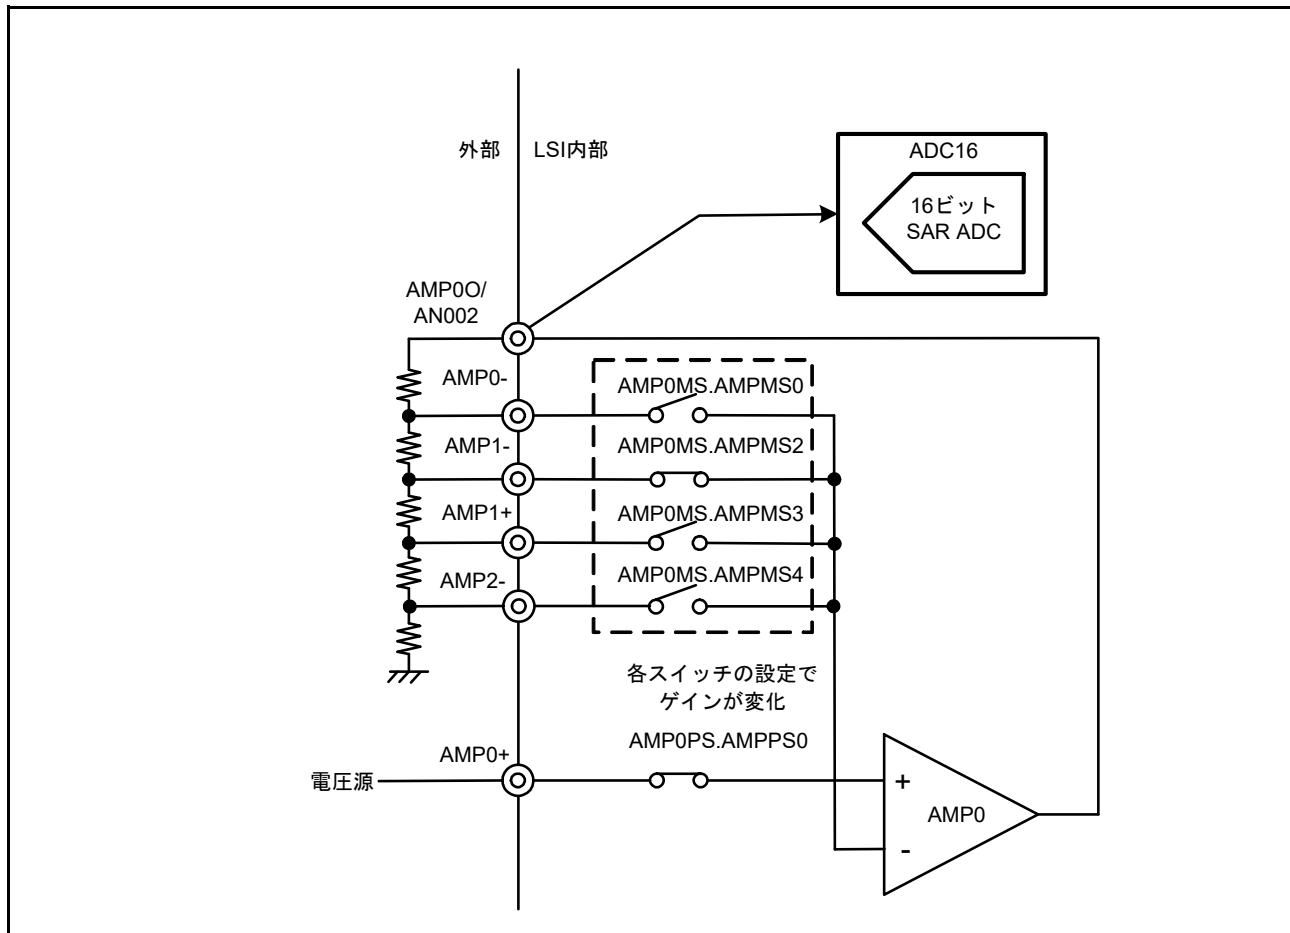 外部
LSI内部
ADC16
16ビット
SAR ADC
AMP0O/
AN002
AMP0-
AMP0MS.AMPMS0
AMP1-
AMP0MS.AMPMS2
AMP1+
AMP0MS.AMPMS3
AMP2-
AMP0MS.AMPMS4
各スイッチの設定で
ゲインが変化
AMP0+
AMP0PS.AMPPS0
電圧源
+
AMP0
-